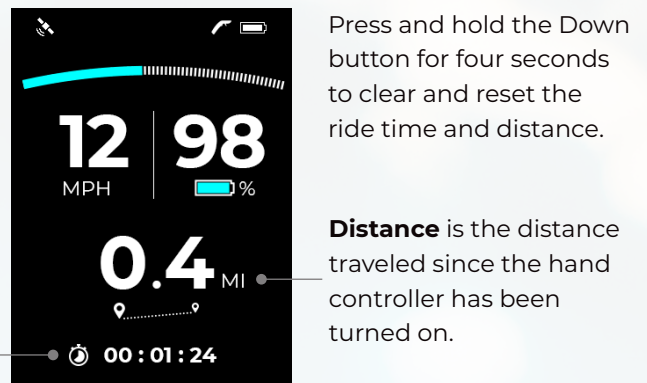 Press and hold the Down
button for four seconds
to clear and reset the
ride time and distance.
12 98
MPH %
0.4 MI
Distance is the distance
traveled since the hand
controller has been
turned on.
00 : 01 : 24